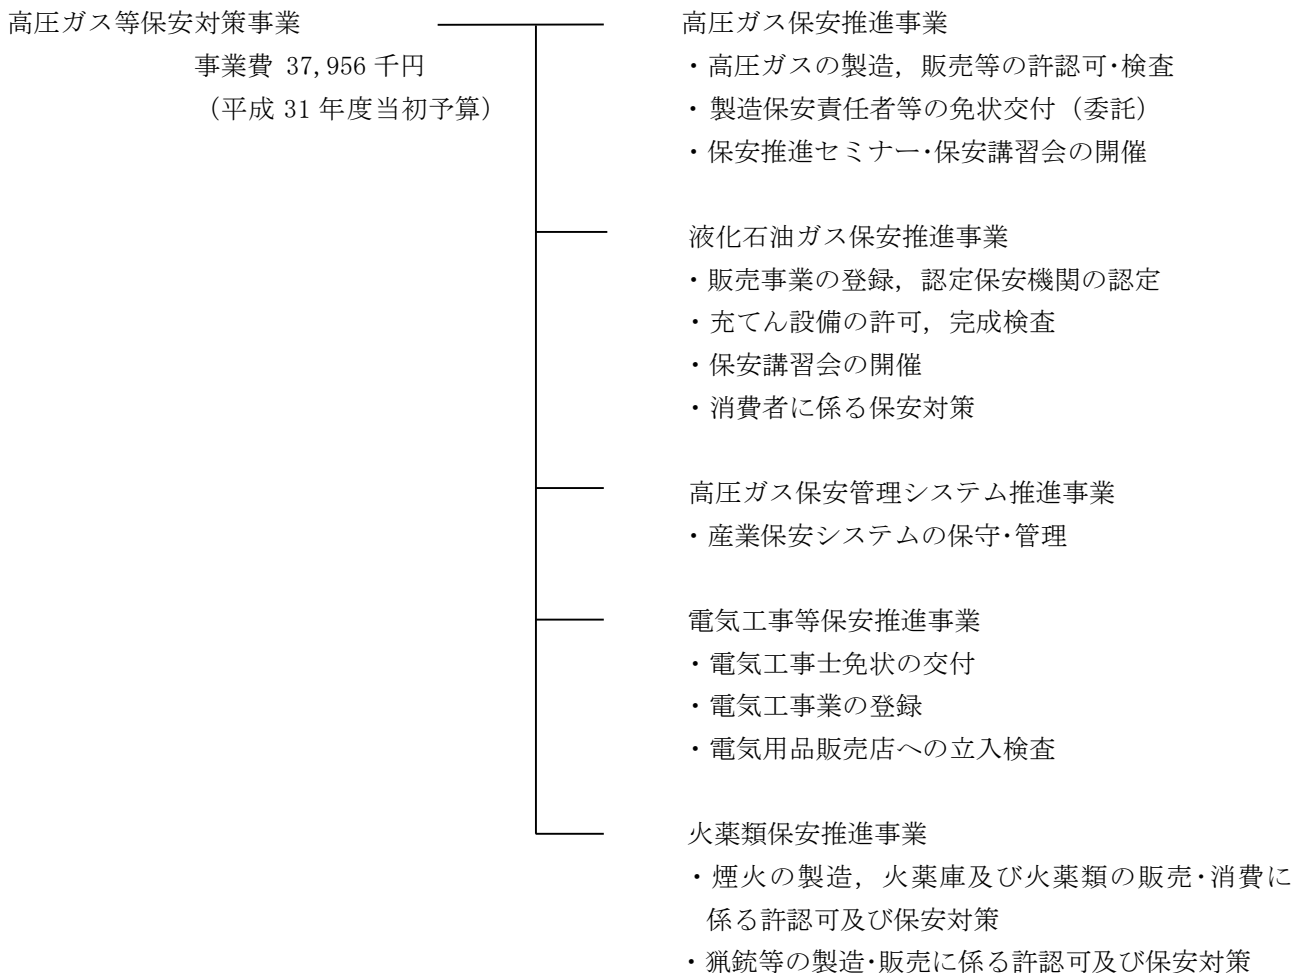 高圧ガス等保安対策事業
事業費 37,956 千円
（平成 31 年度当初予算）
高圧ガス保安推進事業
・高圧ガスの製造，販売等の許認可･検査
・製造保安責任者等の免状交付（委託）
・保安推進セミナー･保安講習会の開催
液化石油ガス保安推進事業
・販売事業の登録，認定保安機関の認定
・充てん設備の許可，完成検査
・保安講習会の開催
・消費者に係る保安対策
高圧ガス保安管理システム推進事業
・産業保安システムの保守･管理
電気工事等保安推進事業
・電気工事士免状の交付
・電気工事業の登録
・電気用品販売店への立入検査
火薬類保安推進事業
・煙火の製造，火薬庫及び火薬類の販売･消費に
係る許認可及び保安対策
・猟銃等の製造･販売に係る許認可及び保安対策